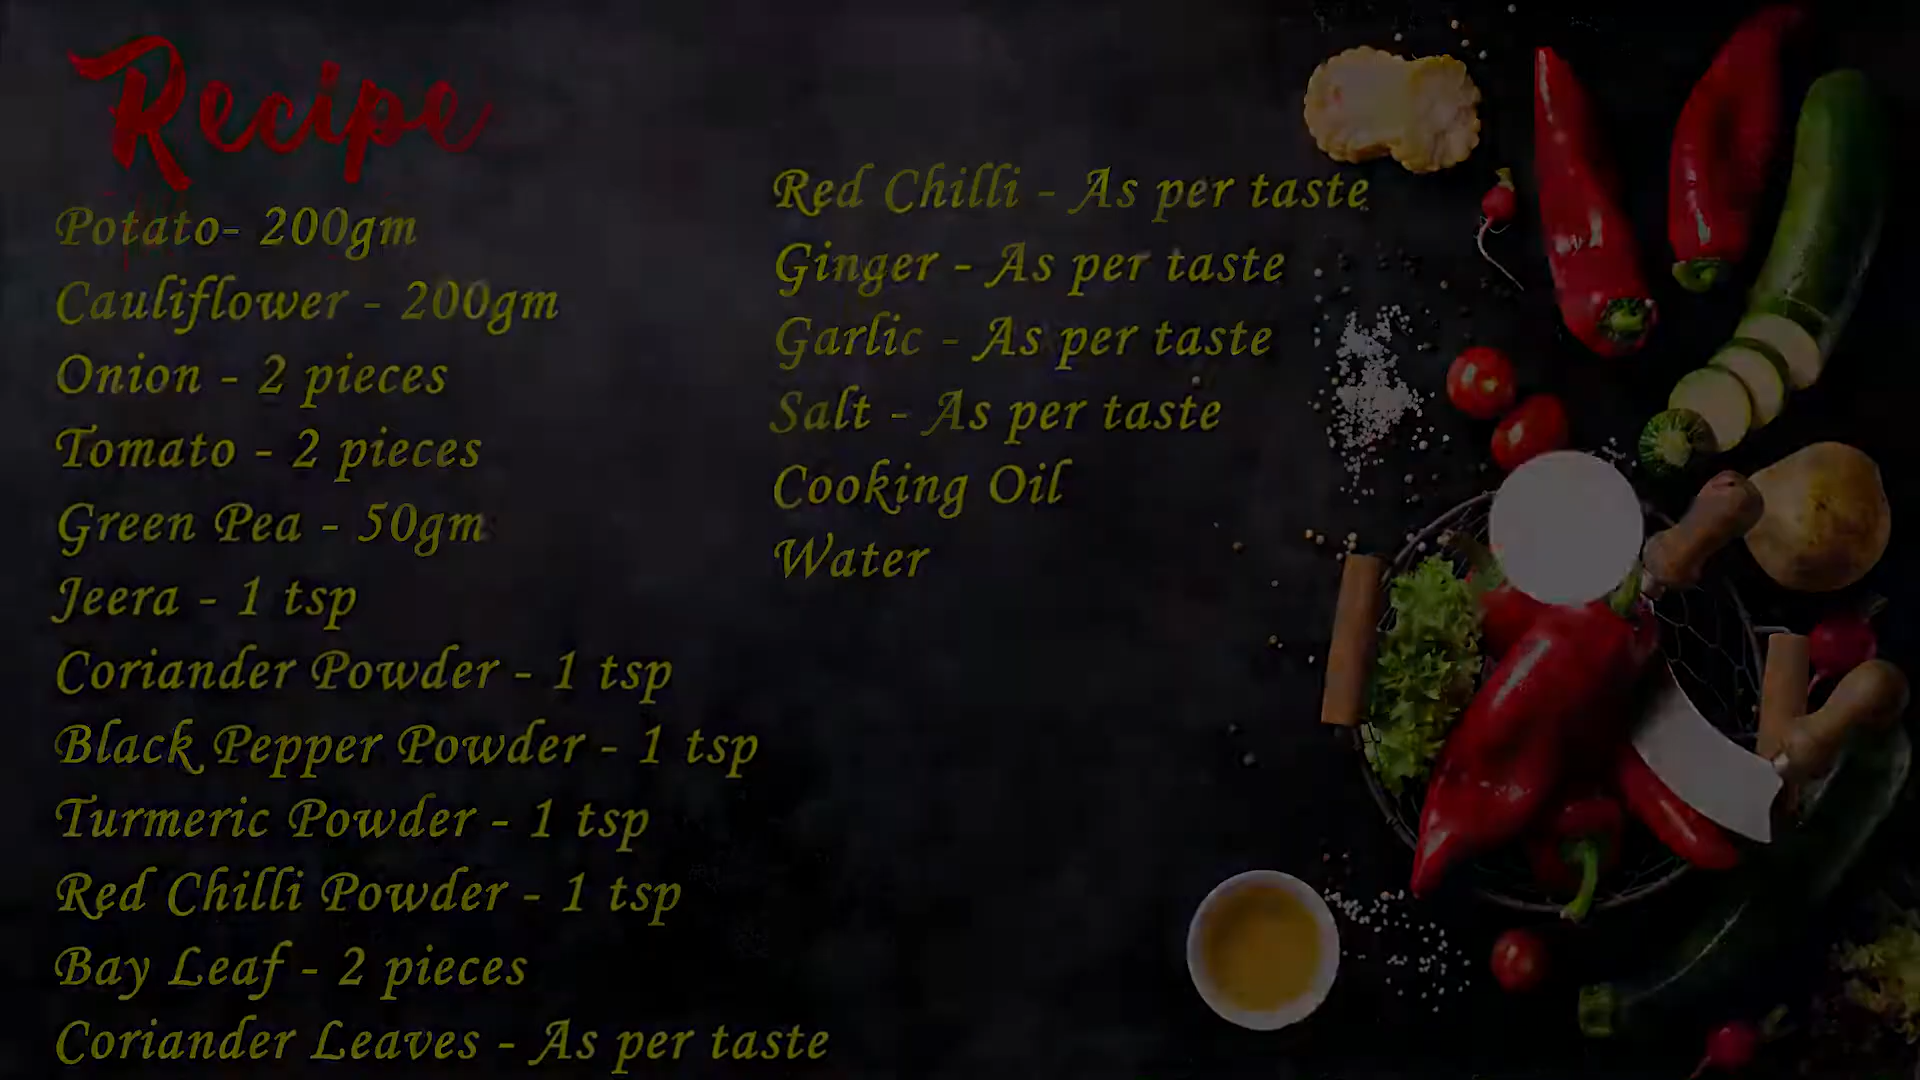 Recipe
Potato- 200gm
Cauliflower - 200gm
Onion - 2 pieces
Tomato - 2 pieces
Green Pea - 50gm
Jeera - 1 tsp
Coriander Powder - 1 tsp
Black Pepper Powder - 1 tsp
Turmeric Powder - 1 tsp
Red Chilli Powder - 1 tsp
Bay Leaf - 2 pieces
Coriander Leaves - As per taste
Red Chilli - As per taste
Ginger - As per taste
Garlic - As per taste
Salt - As per taste
Cooking Oil
Water